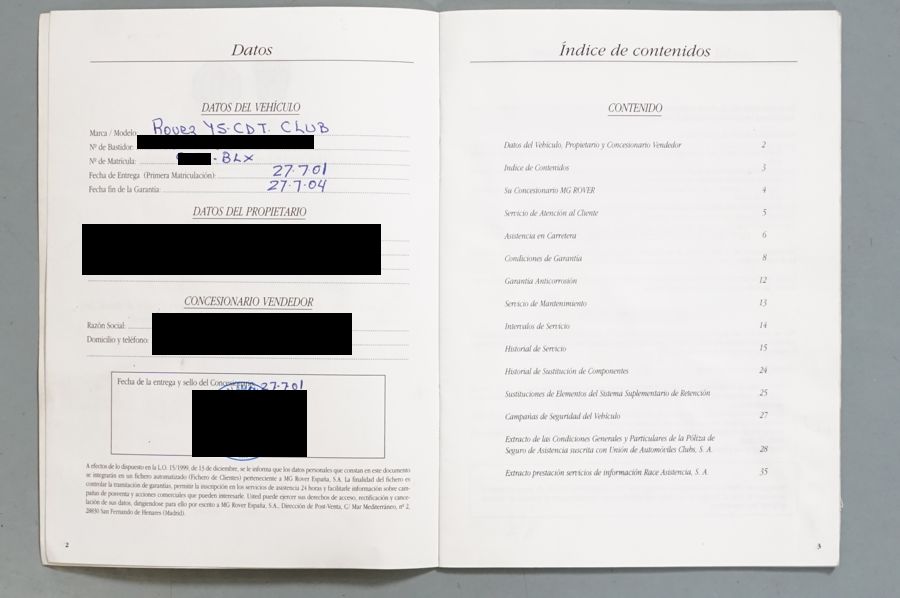 Datos
DATOS DEL VEHÍCULO
Marca / Modelo: Rover 45·CDT. CLUB
Nº de Bastidor:
Nº de Matrícula: - BLX
Fecha de Entrega (Primera Matriculación): 27·7·01
Fecha fin de la Garantía: 27·7·04
DATOS DEL PROPIETARIO
CONCESIONARIO VENDEDOR
Razón Social:
Domicilio y teléfono:
Fecha de la entrega y sello del Concesionario 27·7·01
A efectos de lo dispuesto en la L.O. 15/1999, de 13 de diciembre, se le informa que los datos personales que constan en este documento
se integrarán en un fichero automatizado (Fichero de Clientes) perteneciente a MG Rover España, S.A. La finalidad del fichero es
controlar la tramitación de garantías, permitir la inscripción en los servicios de asistencia 24 horas y facilitarle información sobre cam-
pañas de posventa y acciones comerciales que pueden interesarle. Usted puede ejercer sus derechos de acceso, rectificación y cance-
lación de sus datos, dirigiendose para ello por escrito a MG Rover España, S.A., Dirección de Post-Venta, C/ Mar Mediterráneo, nº 2,
28830 San Fernando de Henares (Madrid).
2
Índice de contenidos
CONTENIDO
Datos del Vehículo, Propietario y Concesionario Vendedor 2
Indice de Contenidos 3
Su Concesionario MG ROVER 4
Servicio de Atención al Cliente 5
Asistencia en Carretera 6
Condiciones de Garantía 8
Garantía Anticorrosión 12
Servicio de Mantenimiento 13
Intervalos de Servicio 14
Historial de Servicio 15
Historial de Sustitución de Componentes 24
Sustituciones de Elementos del Sistema Suplementario de Retención 25
Campañas de Seguridad del Vehículo 27
Extracto de las Condiciones Generales y Particulares de la Póliza de
Seguro de Asistencia suscrita con Unión de Automóviles Clubs, S. A. 28
Extracto prestación servicios de información Race Asistencia, S. A. 35
3